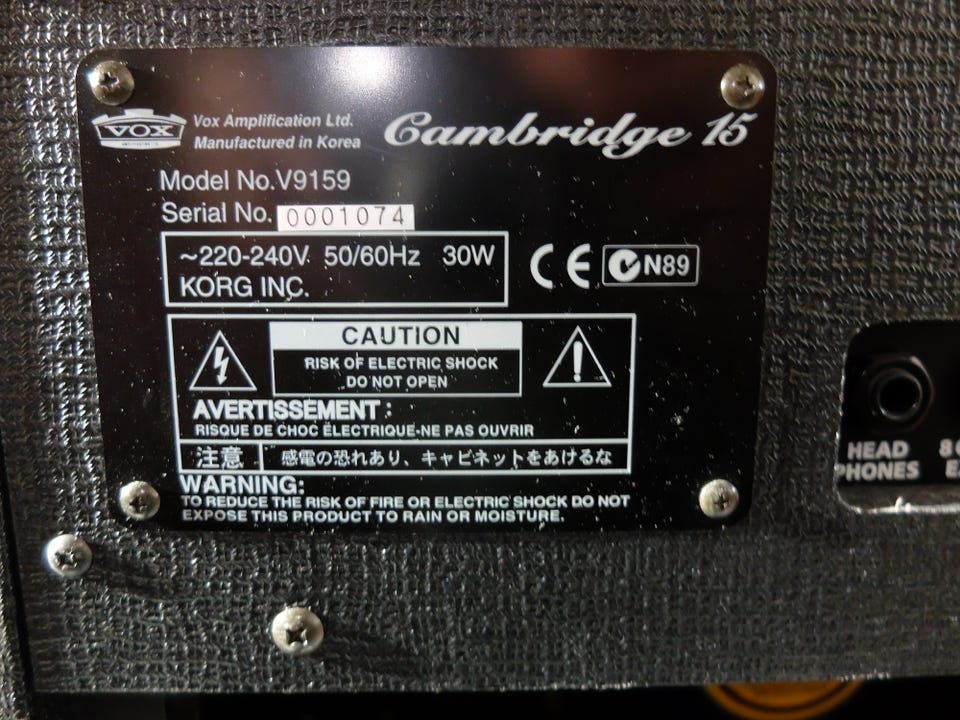 VOX
Vox Amplification Ltd.
Manufactured in Korea
Cambridge 15
Model No.V9159
Serial No. 0001074
~220-240V 50/60Hz 30W
KORG INC.
CE N89
CAUTION
RISK OF ELECTRIC SHOCK
DO NOT OPEN
AVERTISSEMENT :
RISQUE DE CHOC ËLECTRIQUE-NE PAS OUVRIR
注意 感電の恐れあり、キャビネットをあけるな
WARNING:
TO REDUCE THE RISK OF FIRE OR ELECTRIC SHOCK DO NOT
EXPOSE THIS PRODUCT TO RAIN OR MOISTURE.
HEAD
PHONES